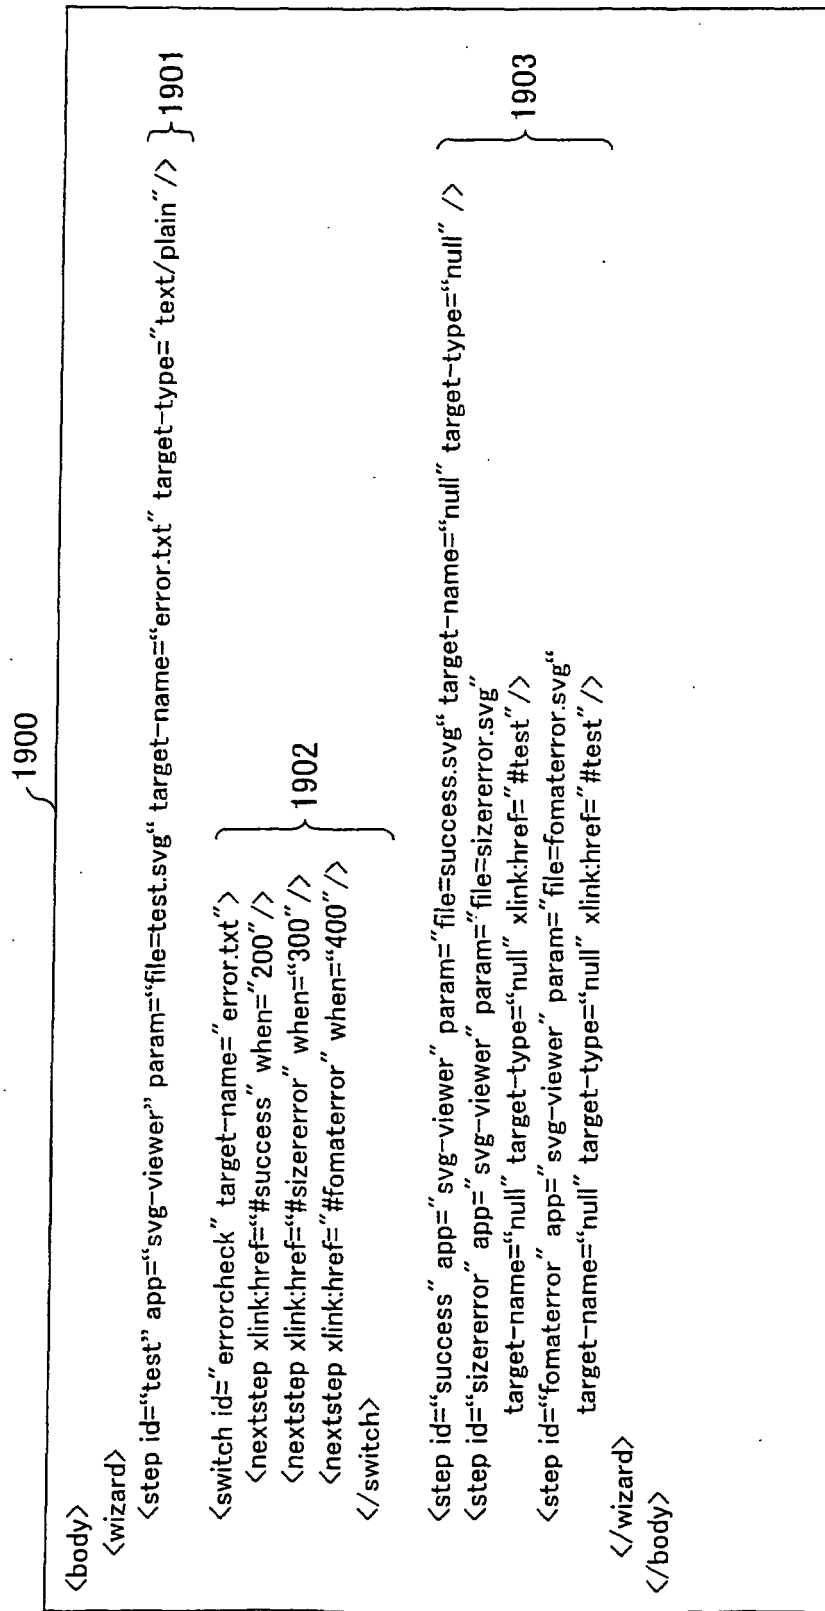 1900
<body>
<wizard>
<step id=“test” app=“svg-viewer” param=“file=test.svg“ target-name=“error.txt” target-type=”text/plain”/> 1901
<switch id=”errorcheck” target-name=”error.txt”>
<nextstep xlink:href=“#success” when=”200”/>
<nextstep xlink:href=“#sizererror” when=“300”/>
<nextstep xlink:href=”#fomaterror” when=“400”/>
</switch>
1902
<step id=“success” app=”svg-viewer” param=”file=success.svg“ target-name=“null” target-type=“null” />
<step id=“sizererror” app=”svg-viewer” param=”file=sizererror.svg”
target-name=“null” target-type=“null” xlink:href=”#test”/>
<step id=“fomaterror” app=”svg-viewer” param=”file=fomaterror.svg“
target-name=“null” target-type=“null” xlink:href=”#test”/>
1903
</wizard>
</body>